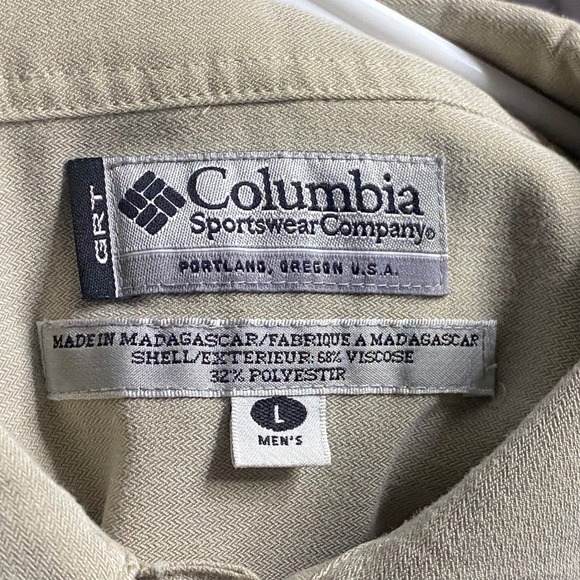 GRT
Columbia
Sportswear Company®
PORTLAND, OREGON U.S.A.
MADE IN MADAGASCAR/FABRIQUE A MADAGASCAR
SHELL/EXTERIEUR: 68% VISCOSE
32% POLYESTER
L
MEN'S